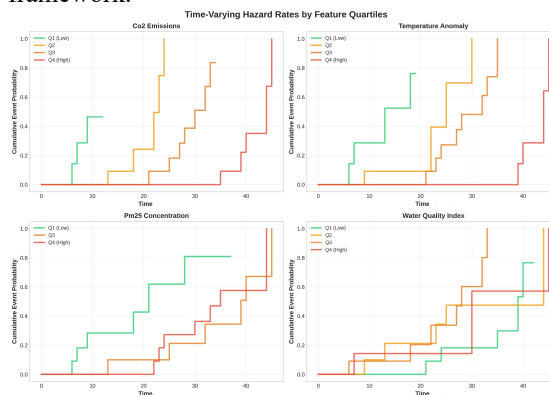 framework.
Time-Varying Hazard Rates by Feature Quartiles
Co2 Emissions
Cumulative Event Probability
1.0
0.8
0.6
0.4
0.2
0.0
Q1 (Low)
Q2
Q3
Q4 (High)
0 10 20 30 40
Time
Temperature Anomaly
Cumulative Event Probability
1.0
0.8
0.6
0.4
0.2
0.0
Q1 (Low)
Q2
Q3
Q4 (High)
0 10 20 30 40
Time
Pm25 Concentration
Cumulative Event Probability
1.0
0.8
0.6
0.4
0.2
0.0
Q1 (Low)
Q3
Q4 (High)
0 10 20 30 40
Time
Water Quality Index
Cumulative Event Probability
1.0
0.8
0.6
0.4
0.2
0.0
Q1 (Low)
Q2
Q3
Q4 (High)
0 10 20 30 40
Time